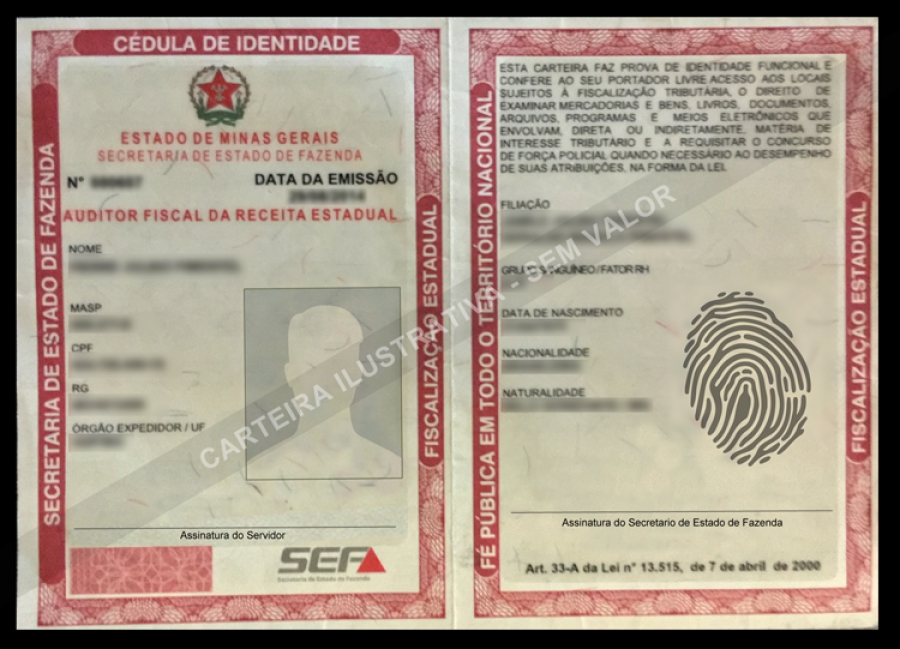 CÉDULA DE IDENTIDADE
SECRETARIA DE ESTADO DE FAZENDA
ESTADO DE MINAS GERAIS
SECRETARIA DE ESTADO DE FAZENDA
N° DATA DA EMISSÃO
AUDITOR FISCAL DA RECEITA ESTADUAL
NOME
MASP
CPF
RG
ÓRGÃO EXPEDIDOR / UF
FISCALIZAÇÃO ESTADUAL
Assinatura do Servidor
SEF
Secretaria de Estado de Fazenda
CARTEIRA ILUSTRATIVA - SEM VALOR
FÉ PÚBLICA EM TODO O TERRITÓRIO NACIONAL
ESTA CARTEIRA FAZ PROVA DE IDENTIDADE FUNCIONAL E
CONFERE AO SEU PORTADOR LIVRE ACESSO AOS LOCAIS
SUJEITOS À FISCALIZAÇÃO TRIBUTÁRIA, O DIREITO DE
EXAMINAR MERCADORIAS E BENS, LIVROS, DOCUMENTOS,
ARQUIVOS, PROGRAMAS E MEIOS ELETRÔNICOS QUE
ENVOLVAM, DIRETA OU INDIRETAMENTE, MATÉRIA DE
INTERESSE TRIBUTÁRIO E A REQUISITAR O CONCURSO
DE FORÇA POLICIAL QUANDO NECESSÁRIO AO DESEMPENHO
DE SUAS ATRIBUIÇÕES, NA FORMA DA LEI.
FILIAÇÃO
GRUPO SANGUÍNEO / FATOR RH
DATA DE NASCIMENTO
NACIONALIDADE
NATURALIDADE
FISCALIZAÇÃO ESTADUAL
Assinatura do Secretario de Estado de Fazenda
Art. 33-A da Lei n° 13.515, de 7 de abril de 2000